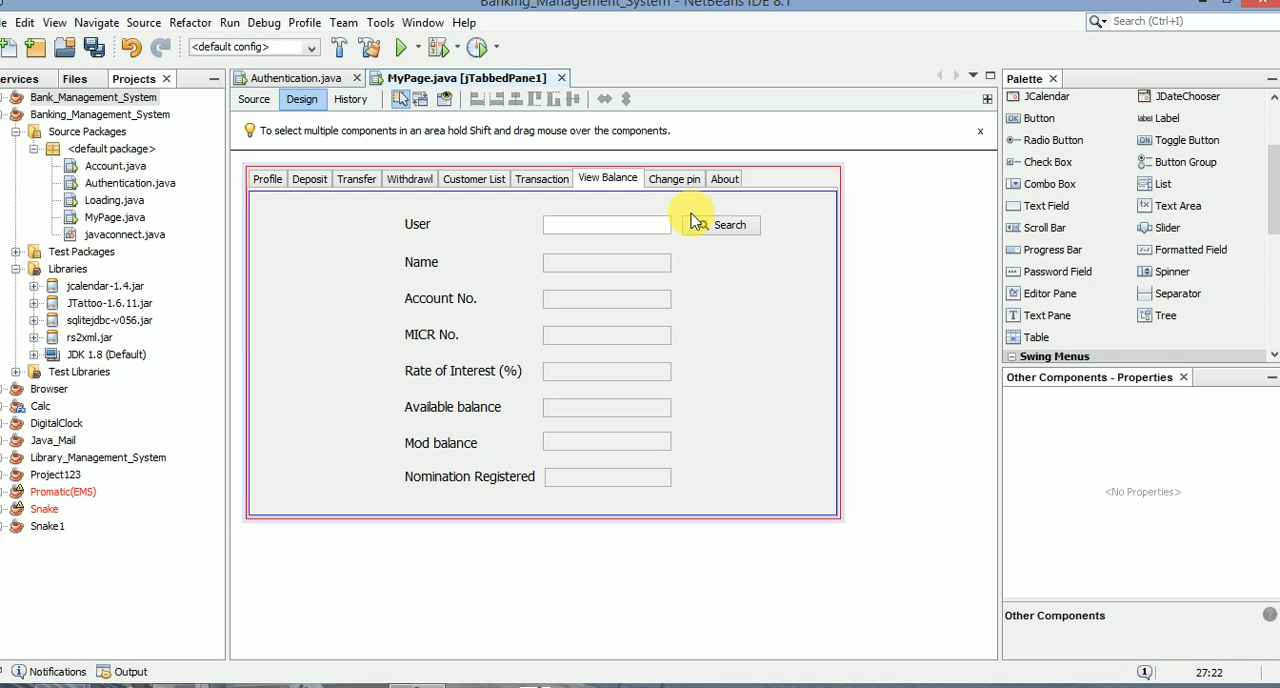 Banking_Management_System - NetBeans IDE 8.1
Edit View Navigate Source Refactor Run Debug Profile Team Tools Window Help
Search (Ctrl+I)
<default config>
ervices Files Projects
Bank_Management_System
Banking_Management_System
Source Packages
<default package>
Account.java
Authentication.java
Loading.java
MyPage.java
javaconnect.java
Test Packages
Libraries
jcalendar-1.4.jar
JTattoo-1.6.11.jar
sqlitejdbc-v056.jar
rs2xml.jar
JDK 1.8 (Default)
Test Libraries
Browser
Calc
DigitalClock
Java_Mail
Library_Management_System
Project123
Promatic(EMS)
Snake
Snake1
Authentication.java MyPage.java [jTabbedPane1]
Source Design History
To select multiple components in an area hold Shift and drag mouse over the components.
Profile Deposit Transfer Withdrawl Customer List Transaction View Balance Change pin About
User Search
Name
Account No.
MICR No.
Rate of Interest (%)
Available balance
Mod balance
Nomination Registered
Palette
JCalendar JDateChooser
OK Button label Label
Radio Button ON Toggle Button
Check Box Button Group
Combo Box List
Text Field Text Area
Scroll Bar Slider
Progress Bar Formatted Field
Password Field Spinner
Editor Pane Separator
Text Pane Tree
Table
Swing Menus
Other Components - Properties
<No Properties>
Other Components
Notifications Output 27:22